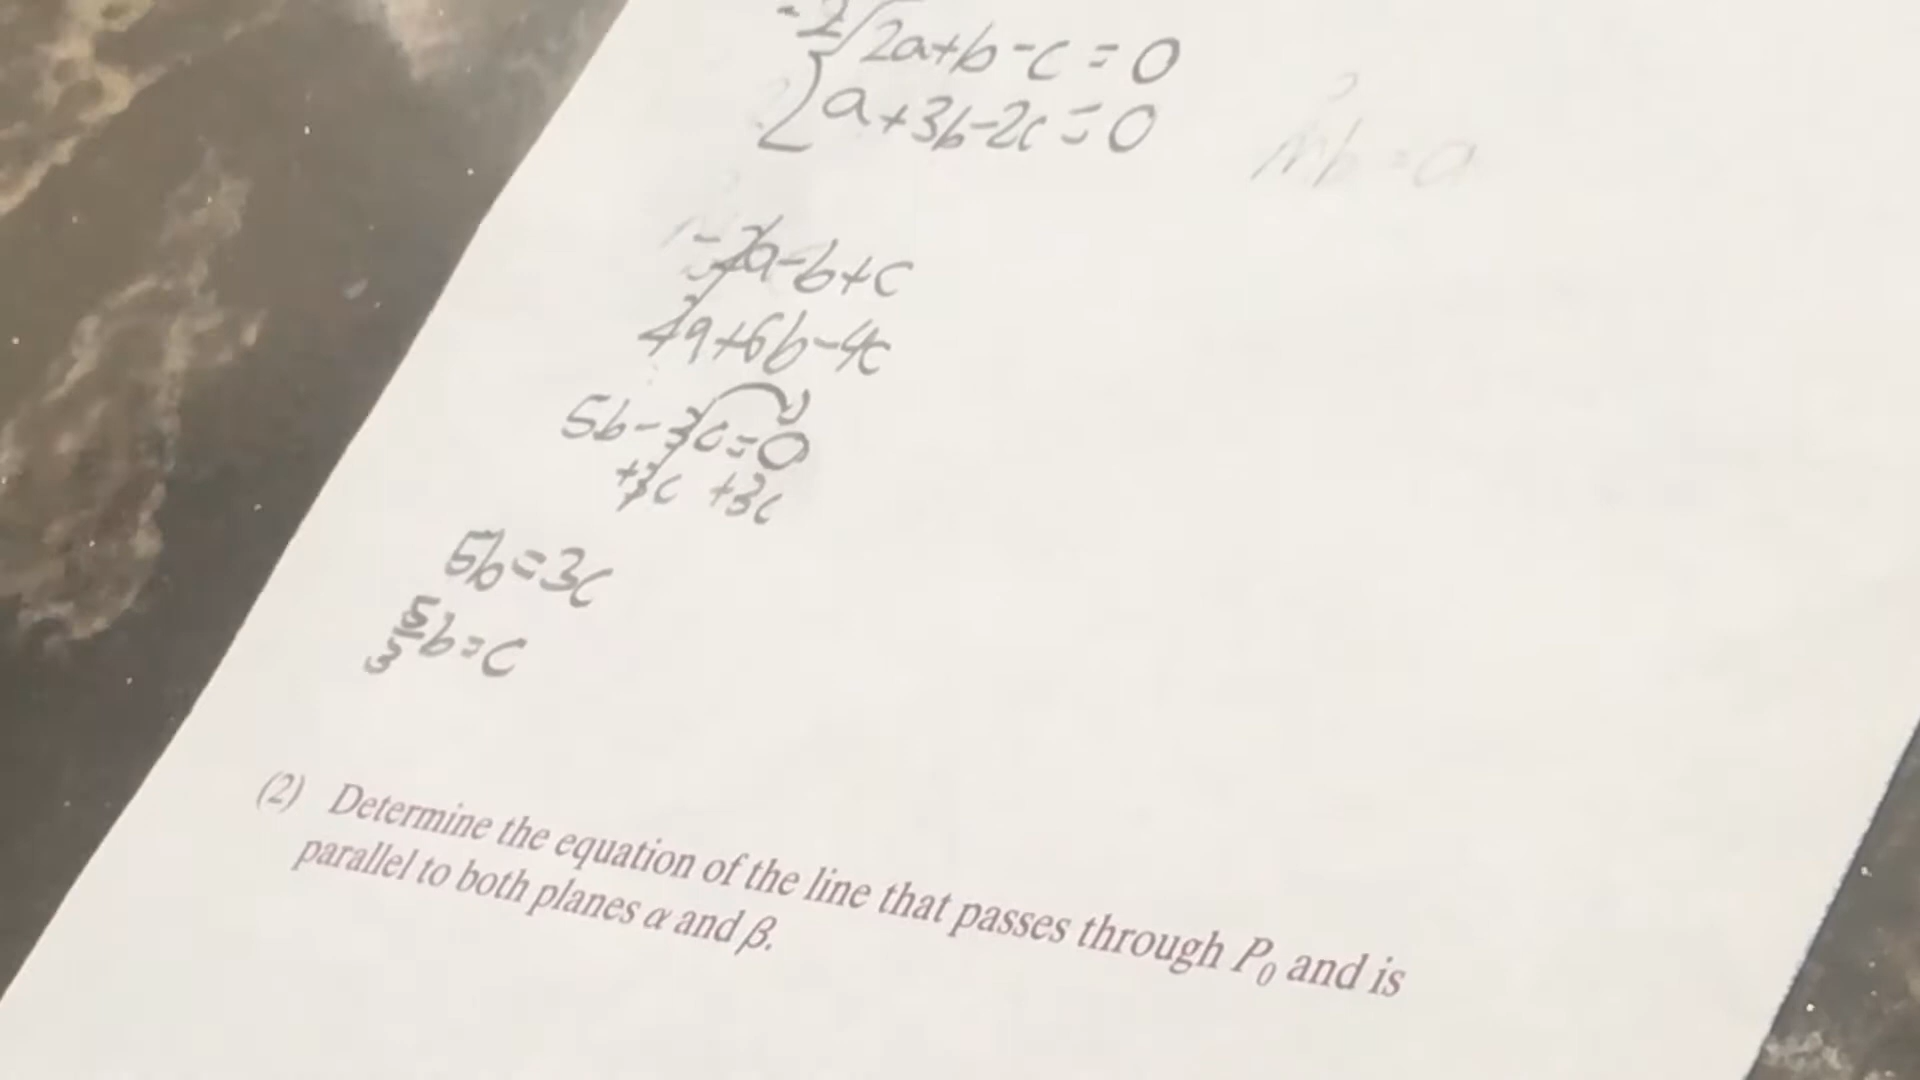 2a+b-c=0
a+3b-2c=0
-2a-b+c
2a+6b-4c
5b-3c=0
+3c +3c
5b=3c
5/3b=c
(2) Determine the equation of the line that passes through P₀ and is
parallel to both planes α and β.